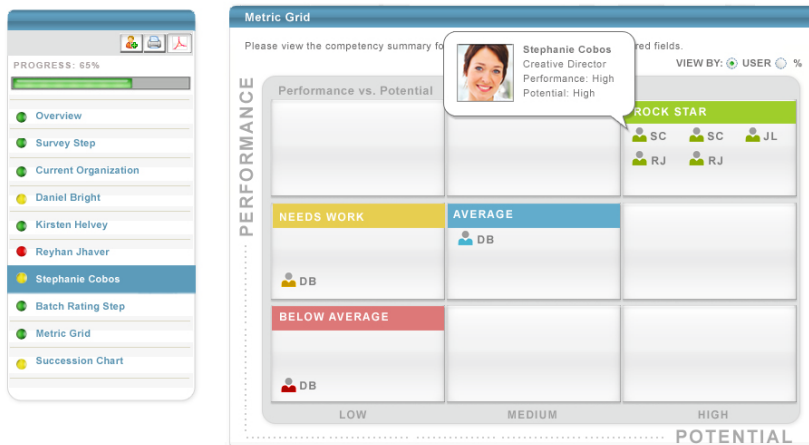 PROGRESS: 65%
Overview
Survey Step
Current Organization
Daniel Bright
Kirsten Helvey
Reyhan Jhaver
Stephanie Cobos
Batch Rating Step
Metric Grid
Succession Chart
Metric Grid
Please view the competency summary fo
red fields.
VIEW BY: USER %
Stephanie Cobos
Creative Director
Performance: High
Potential: High
PERFORMANCE
Performance vs. Potential
ROCK STAR
SC SC JL
RJ RJ
NEEDS WORK
DB
AVERAGE
DB
BELOW AVERAGE
DB
LOW MEDIUM HIGH
POTENTIAL